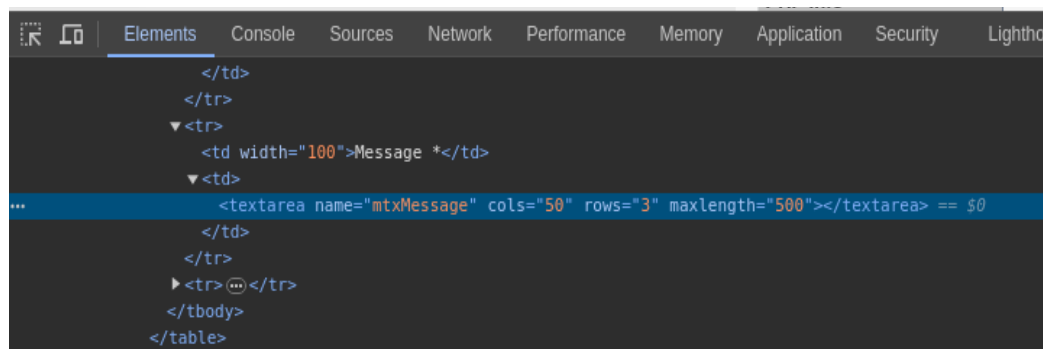 Elements Console Sources Network Performance Memory Application Security
</td>
</tr>
▼<tr>
<td width="100">Message *</td>
▼<td>
<textarea name="mtxMessage" cols="50" rows="3" maxlength="500"></textarea> == $0
</td>
</tr>
▶<tr>…</tr>
</tbody>
</table>